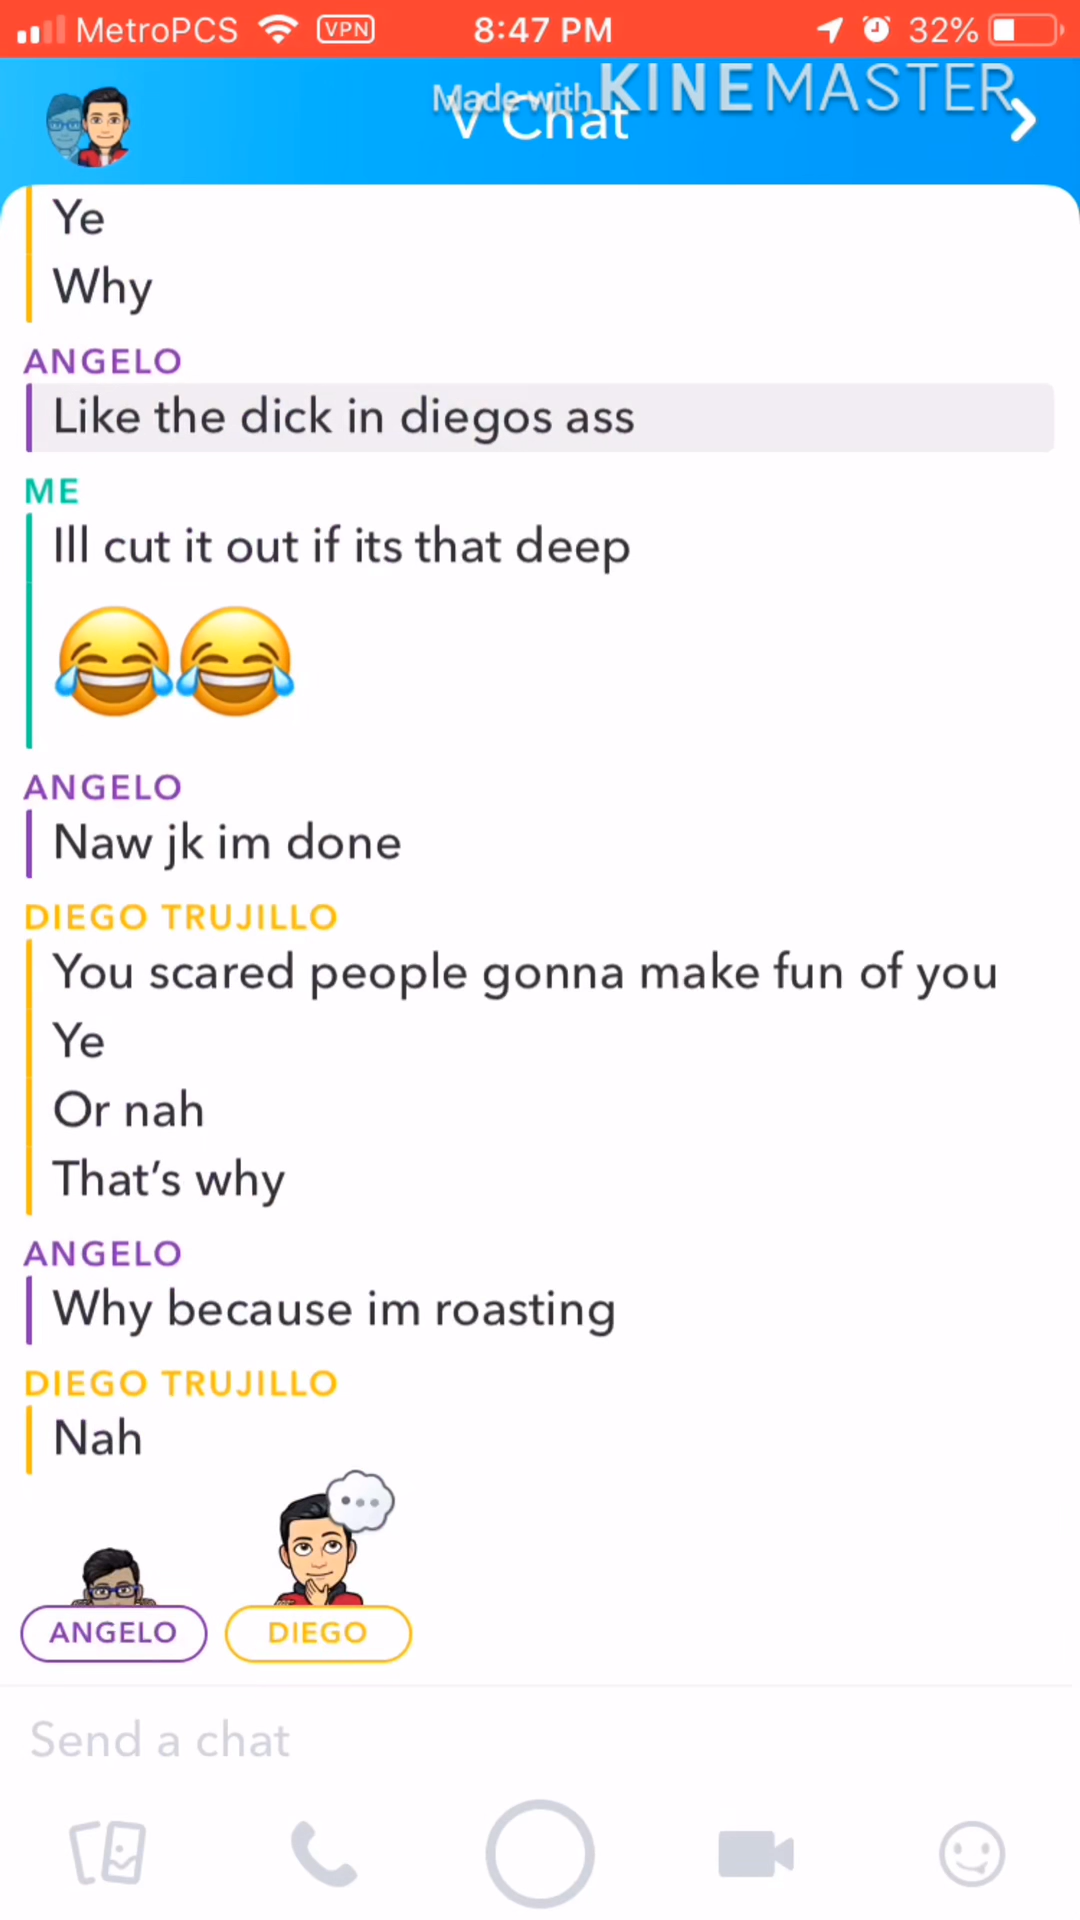 MetroPCS VPN 8:47 PM 32%
Made with KINEMASTER
V Chat
Ye
Why
ANGELO
Like the dick in diegos ass
ME
Ill cut it out if its that deep
ANGELO
Naw jk im done
DIEGO TRUJILLO
You scared people gonna make fun of you
Ye
Or nah
That's why
ANGELO
Why because im roasting
DIEGO TRUJILLO
Nah
ANGELO DIEGO
Send a chat